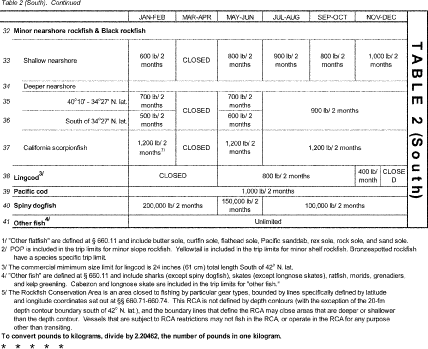 Table 2 (South). Continued
JAN-FEB MAR-APR MAY-JUN JUL-AUG SEP-OCT NOV-DEC
32 Minor nearshore rockfish & Black rockfish
33 Shallow nearshore 600 lb/ 2 months CLOSED 800 lb/ 2 months 900 lb/ 2 months 800 lb/ 2 months 1,000 lb/ 2 months
34 Deeper nearshore
35 40°10' - 34°27' N. lat. 700 lb/ 2 months CLOSED 700 lb/ 2 months 900 lb/ 2 months
36 South of 34°27' N. lat. 500 lb/ 2 months 600 lb/ 2 months
37 California scorpionfish 1,200 lb/ 2 months CLOSED 1,200 lb/ 2 months 1,200 lb/ 2 months
38 Lingcod3/ CLOSED 800 lb/ 2 months 400 lb/ month CLOSED
39 Pacific cod 1,000 lb/ 2 months
40 Spiny dogfish 200,000 lb/ 2 months 150,000 lb/ 2 months 100,000 lb/ 2 months
41 Other fish4/ Unlimited
TABLE 2 (South)
1/ "Other flatfish" are defined at § 660.11 and include butter sole, curlfin sole, flathead sole, Pacific sanddab, rex sole, rock sole, and sand sole.
2/ POP is included in the trip limits for minor slope rockfish. Yellowtail is included in the trip limits for minor shelf rockfish. Bronzespotted rockfish
have a species specific trip limit.
3/ The commercial mimimum size limit for lingcod is 24 inches (61 cm) total length South of 42° N. lat.
4/ "Other fish" are defined at § 660.11 and include sharks (except spiny dogfish), skates (except longnose skates), ratfish, morids, grenadiers,
and kelp greenling. Cabezon and longnose skate are included in the trip limits for "other fish."
5/ The Rockfish Conservation Area is an area closed to fishing by particular gear types, bounded by lines specifically defined by latitude
and longitude coordinates set out at §§ 660.71-660.74. This RCA is not defined by depth contours (with the exception of the 20-fm
depth contour boundary south of 42° N. lat.), and the boundary lines that define the RCA may close areas that are deeper or shallower
than the depth contour. Vessels that are subject to RCA restrictions may not fish in the RCA, or operate in the RCA for any purpose
other than transiting.
To convert pounds to kilograms, divide by 2.20462, the number of pounds in one kilogram.
* * * * *